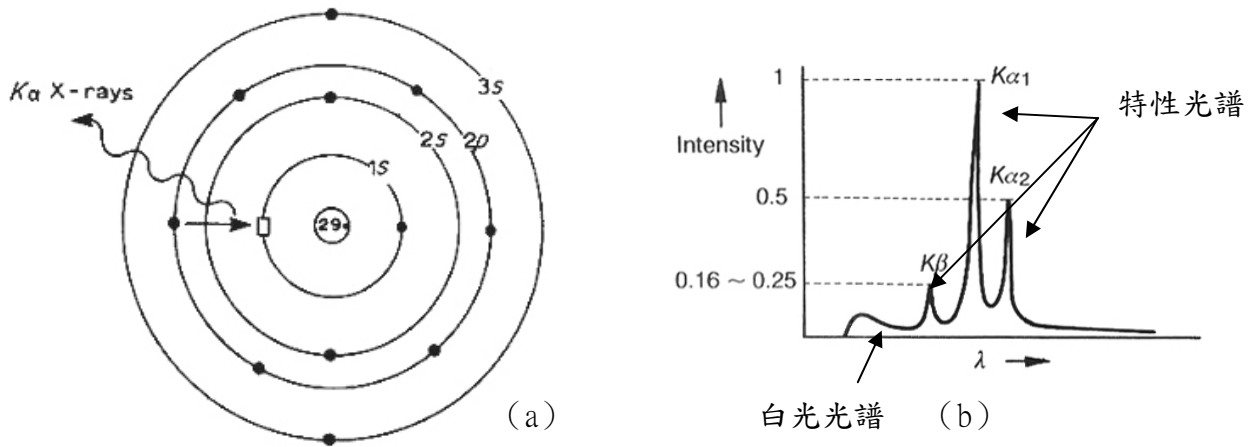 Kα X-rays
3s
2s
2p
1s
29
(a)
1
Intensity
0.5
0.16 ~ 0.25
Kα1
Kα2
Kβ
特性光譜
λ
白光光譜
(b)